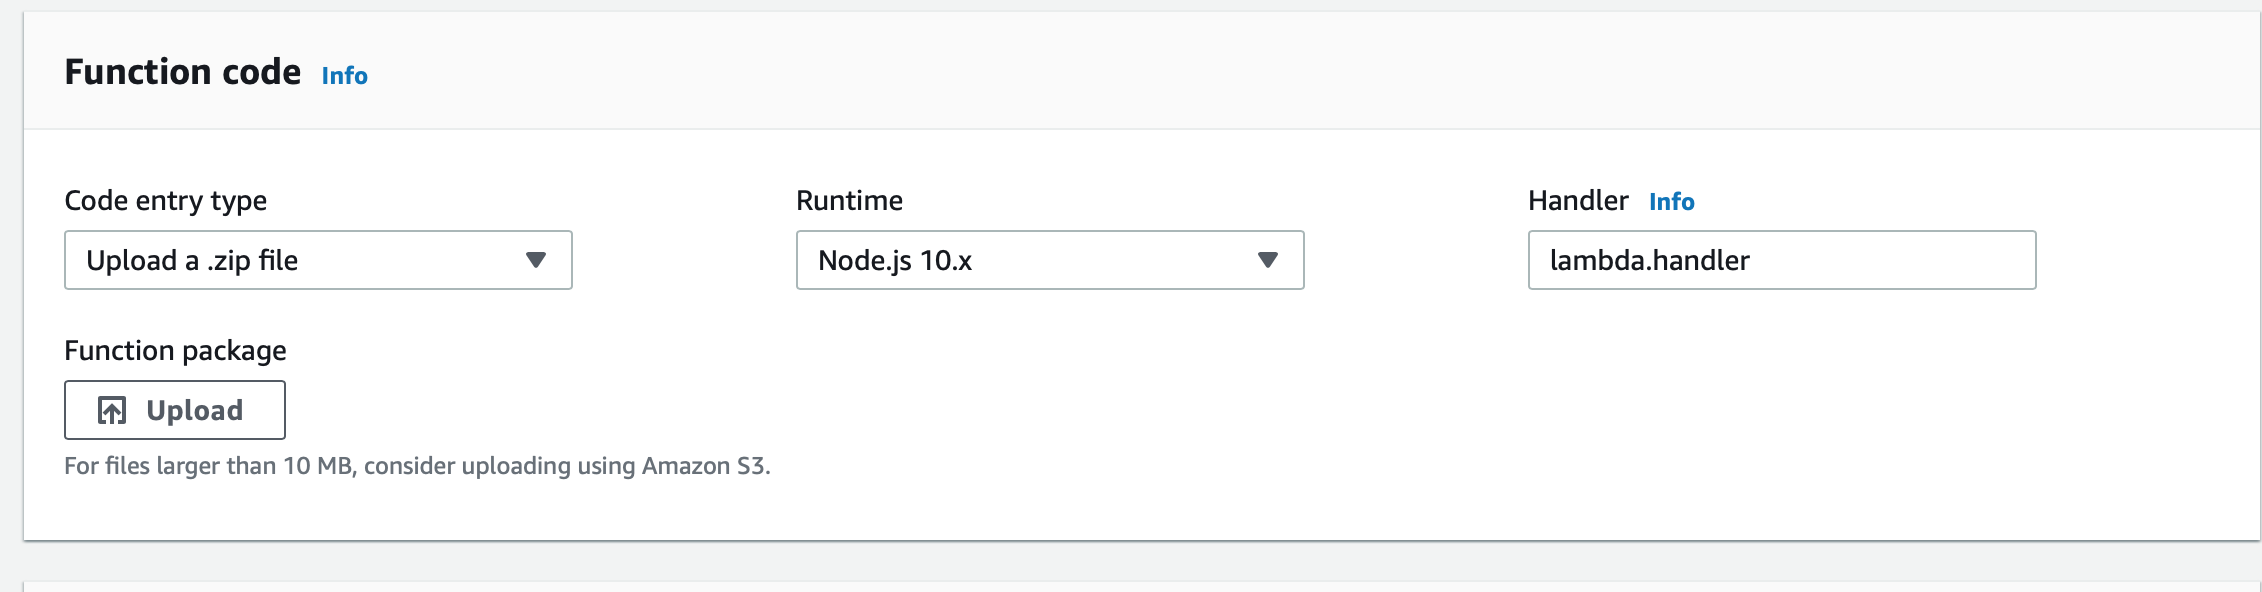 Function code Info
Code entry type
Upload a .zip file
Runtime
Node.js 10.x
Handler Info
lambda.handler
Function package
Upload
For files larger than 10 MB, consider uploading using Amazon S3.